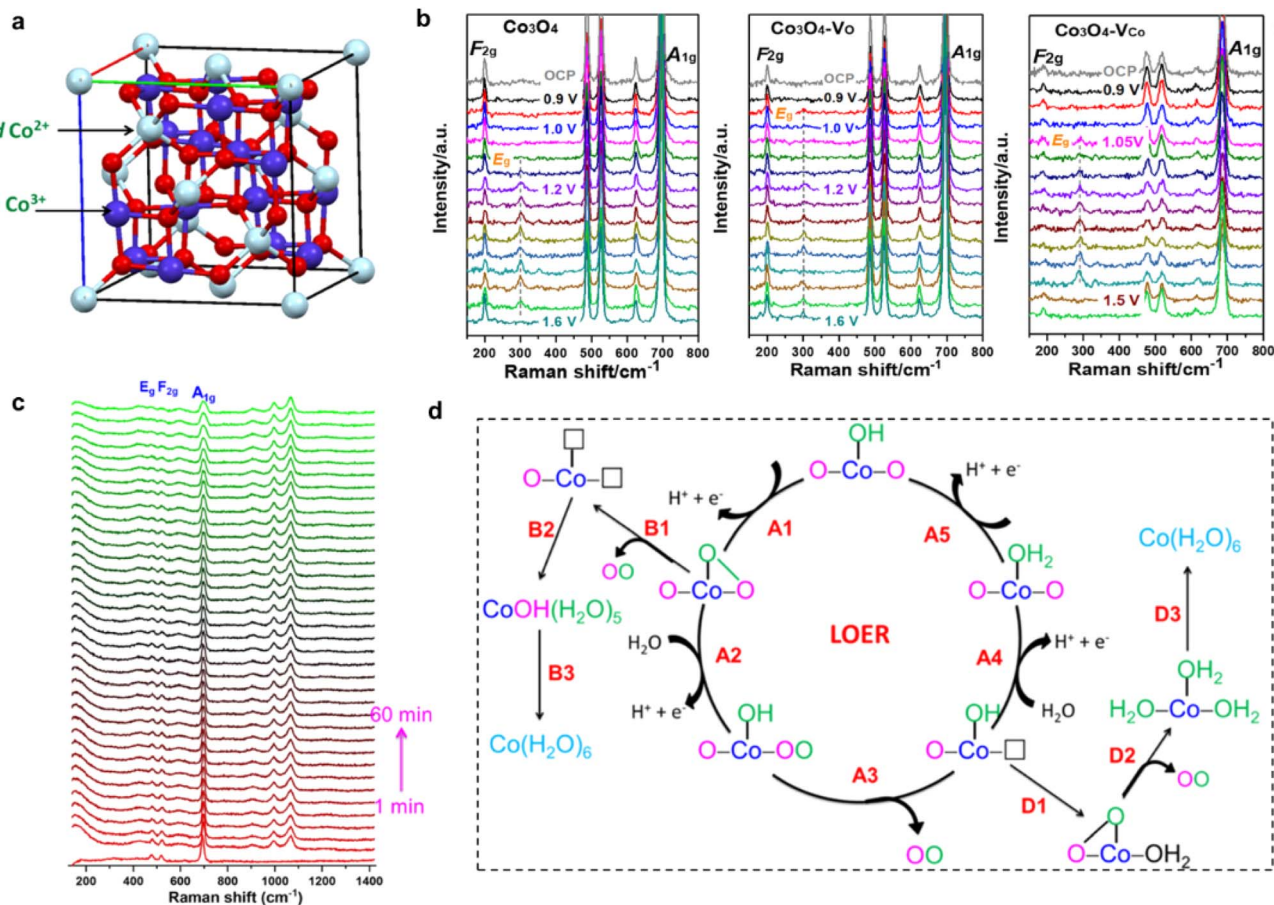 a
d Co²⁺
Co³⁺
b
Co₃O₄
F₂g
A₁g
OCP
0.9 V
1.0 V
Eg
1.2 V
1.6 V
Intensity/a.u.
150 200 300 400 500 600 700 800
Raman shift/cm⁻¹
Co₃O₄-Vo
F₂g
A₁g
OCP
0.9 V
Eg
1.0 V
1.2 V
1.6 V
Intensity/a.u.
150 200 300 400 500 600 700 800
Raman shift/cm⁻¹
Co₃O₄-VCo
F₂g
A₁g
OCP
0.9 V
Eg
1.05V
1.5 V
Intensity/a.u.
150 200 300 400 500 600 700 800
Raman shift/cm⁻¹
c
Eg F₂g
A₁g
60 min
1 min
200 400 600 800 1000 1200 1400
Raman shift (cm⁻¹)
d
LOER
OH
O-Co-O
H⁺ + e⁻
A1
O
O-Co-O
H₂O
A2
H⁺ + e⁻
OH
O-Co-OO
A3
OO
OH
O-Co-□
H₂O
A4
H⁺ + e⁻
OH₂
O-Co-O
A5
H⁺ + e⁻
B1
OO
□
O-Co-□
B2
CoOH(H₂O)₅
B3
Co(H₂O)₆
D1
O
O-Co-OH₂
D2
OO
OH₂
H₂O-Co-OH₂
D3
Co(H₂O)₆